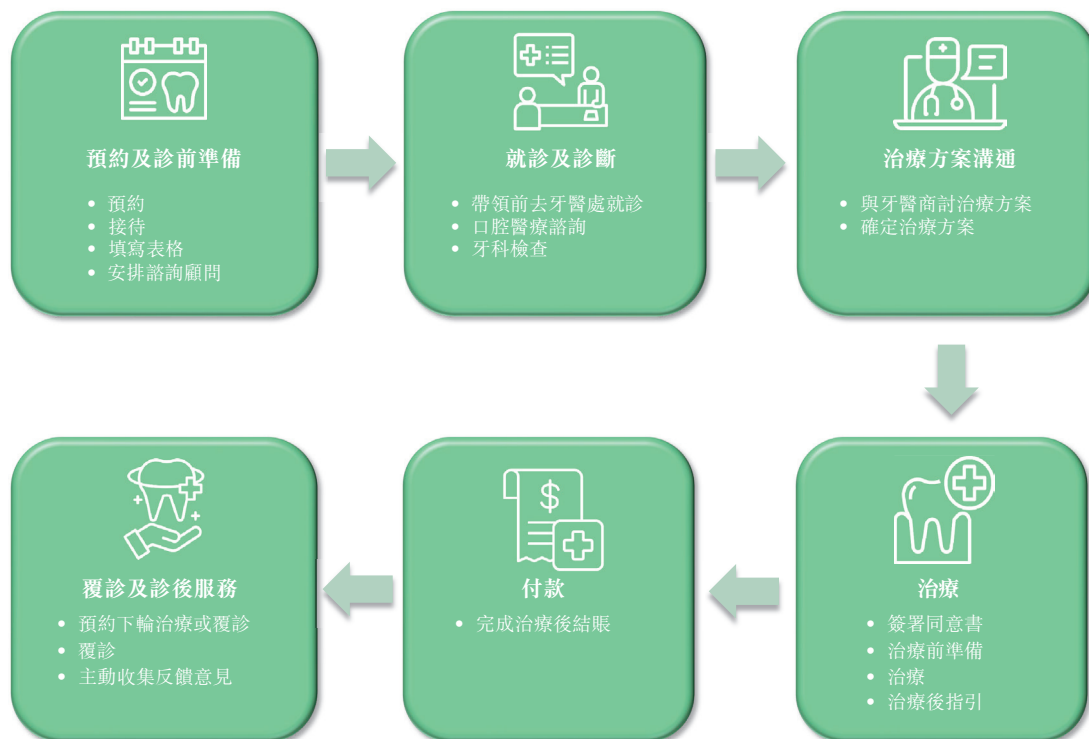 預約及診前準備
• 預約
• 接待
• 填寫表格
• 安排諮詢顧問
就診及診斷
• 帶領前去牙醫處就診
• 口腔醫療諮詢
• 牙科檢查
治療方案溝通
• 與牙醫商討治療方案
• 確定治療方案
治療
• 簽署同意書
• 治療前準備
• 治療
• 治療後指引
$
付款
• 完成治療後結賬
覆診及診後服務
• 預約下輪治療或覆診
• 覆診
• 主動收集反饋意見